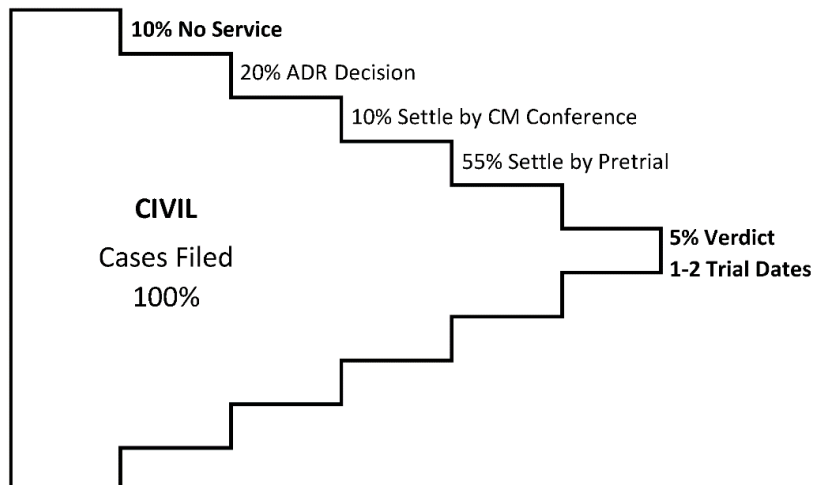 10% No Service
20% ADR Decision
10% Settle by CM Conference
55% Settle by Pretrial
CIVIL
Cases Filed
100%
5% Verdict
1-2 Trial Dates